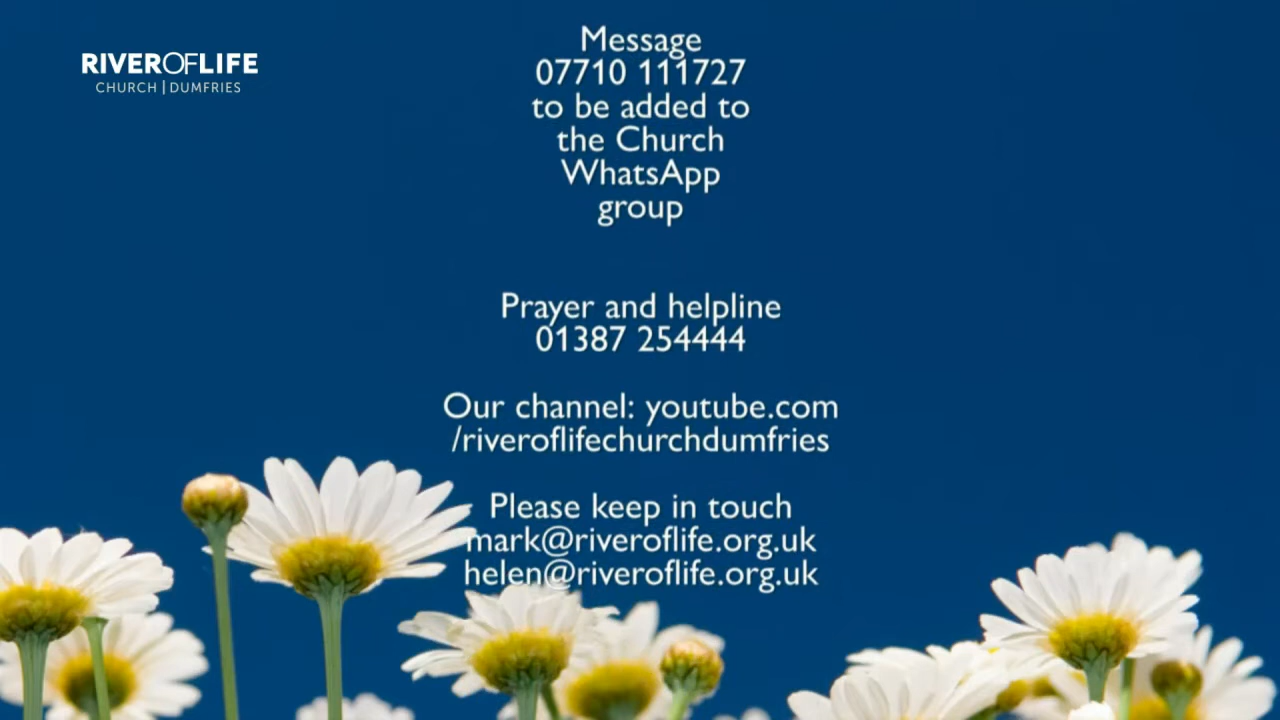 RIVEROFLIFE
CHURCH | DUMFRIES
Message
07710 111727
to be added to
the Church
WhatsApp
group
Prayer and helpline
01387 254444
Our channel: youtube.com
/riveroflifechurchdumfries
Please keep in touch
mark@riveroflife.org.uk
helen@riveroflife.org.uk